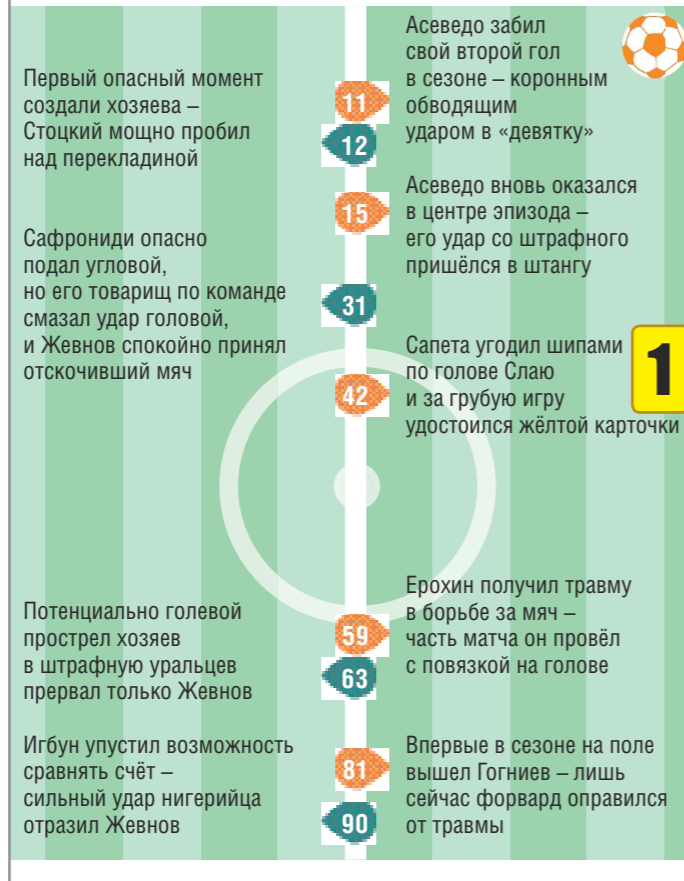 Асеведо забил
свой второй гол
в сезоне – коронным
обводящим
ударом в «девятку»
11
Первый опасный момент
создали хозяева –
Стоцкий мощно пробил
над перекладиной
12
Асеведо вновь оказался
в центре эпизода –
его удар со штрафного
пришёлся в штангу
15
Сафрониди опасно
подал угловой,
но его товарищ по команде
смазал удар головой,
и Жевнов спокойно принял
отскочивший мяч
31
Сапета угодил шипами
по голове Слаю
и за грубую игру
удостоился жёлтой карточки
1
42
Ерохин получил травму
в борьбе за мяч –
часть матча он провёл
с повязкой на голове
59
Потенциально голевой
прострел хозяев
в штрафную уральцев
прервал только Жевнов
63
Впервые в сезоне на поле
вышел Гогниев – лишь
сейчас форвард оправился
от травмы
81
Игбун упустил возможность
сравнять счёт –
сильный удар нигерийца
отразил Жевнов
90